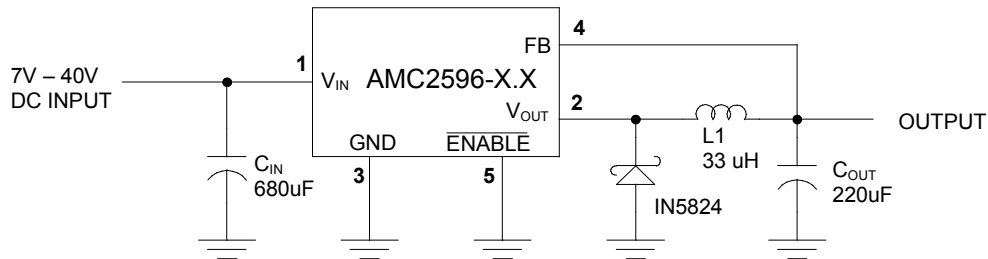 4
FB
7V – 40V
DC INPUT
1
VIN
AMC2596-X.X
VOUT
2
OUTPUT
L1
33 uH
GND
ENABLE
CIN
680uF
3
5
IN5824
COUT
220uF